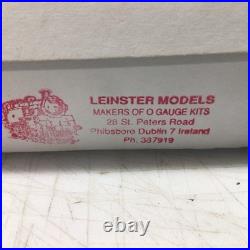 LEINSTER MODELS
MAKERS OF O GAUGE KITS
28 St. Peters Road
Phibsboro Dublin 7 Ireland
Ph. 387919